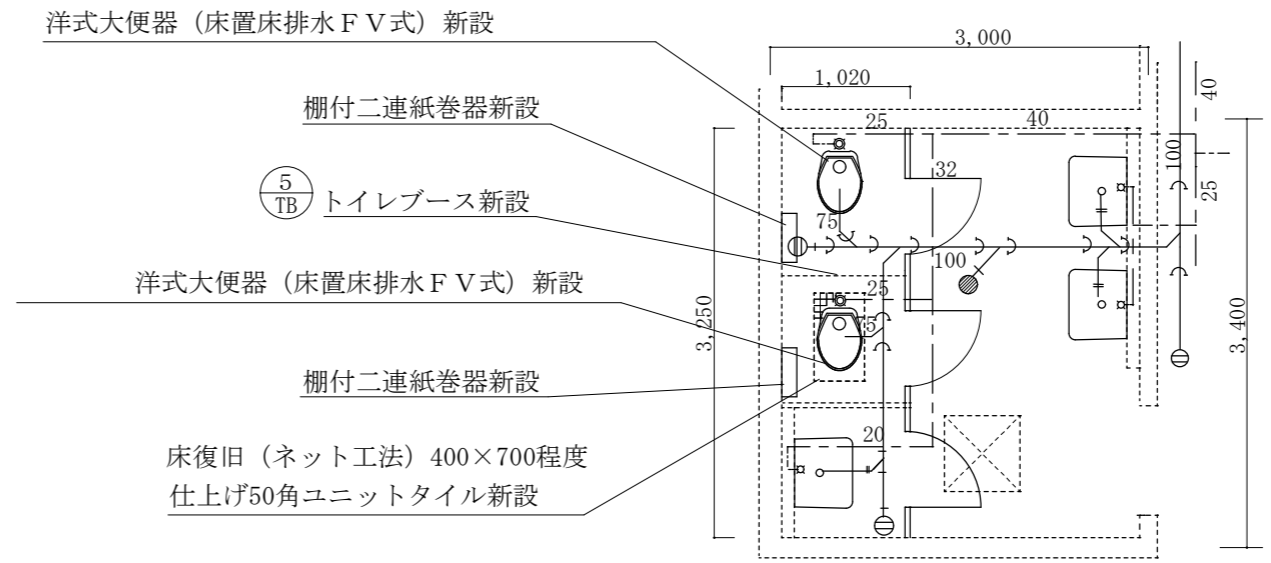 洋式大便器（床置床排水ＦＶ式）新設
3,000
1,020
棚付二連紙巻器新設
25
40
40
100
25
32
5
TB
トイレブース新設
75
100
洋式大便器（床置床排水ＦＶ式）新設
25
75
3,250
3,400
棚付二連紙巻器新設
20
床復旧（ネット工法）400×700程度
仕上げ50角ユニットタイル新設